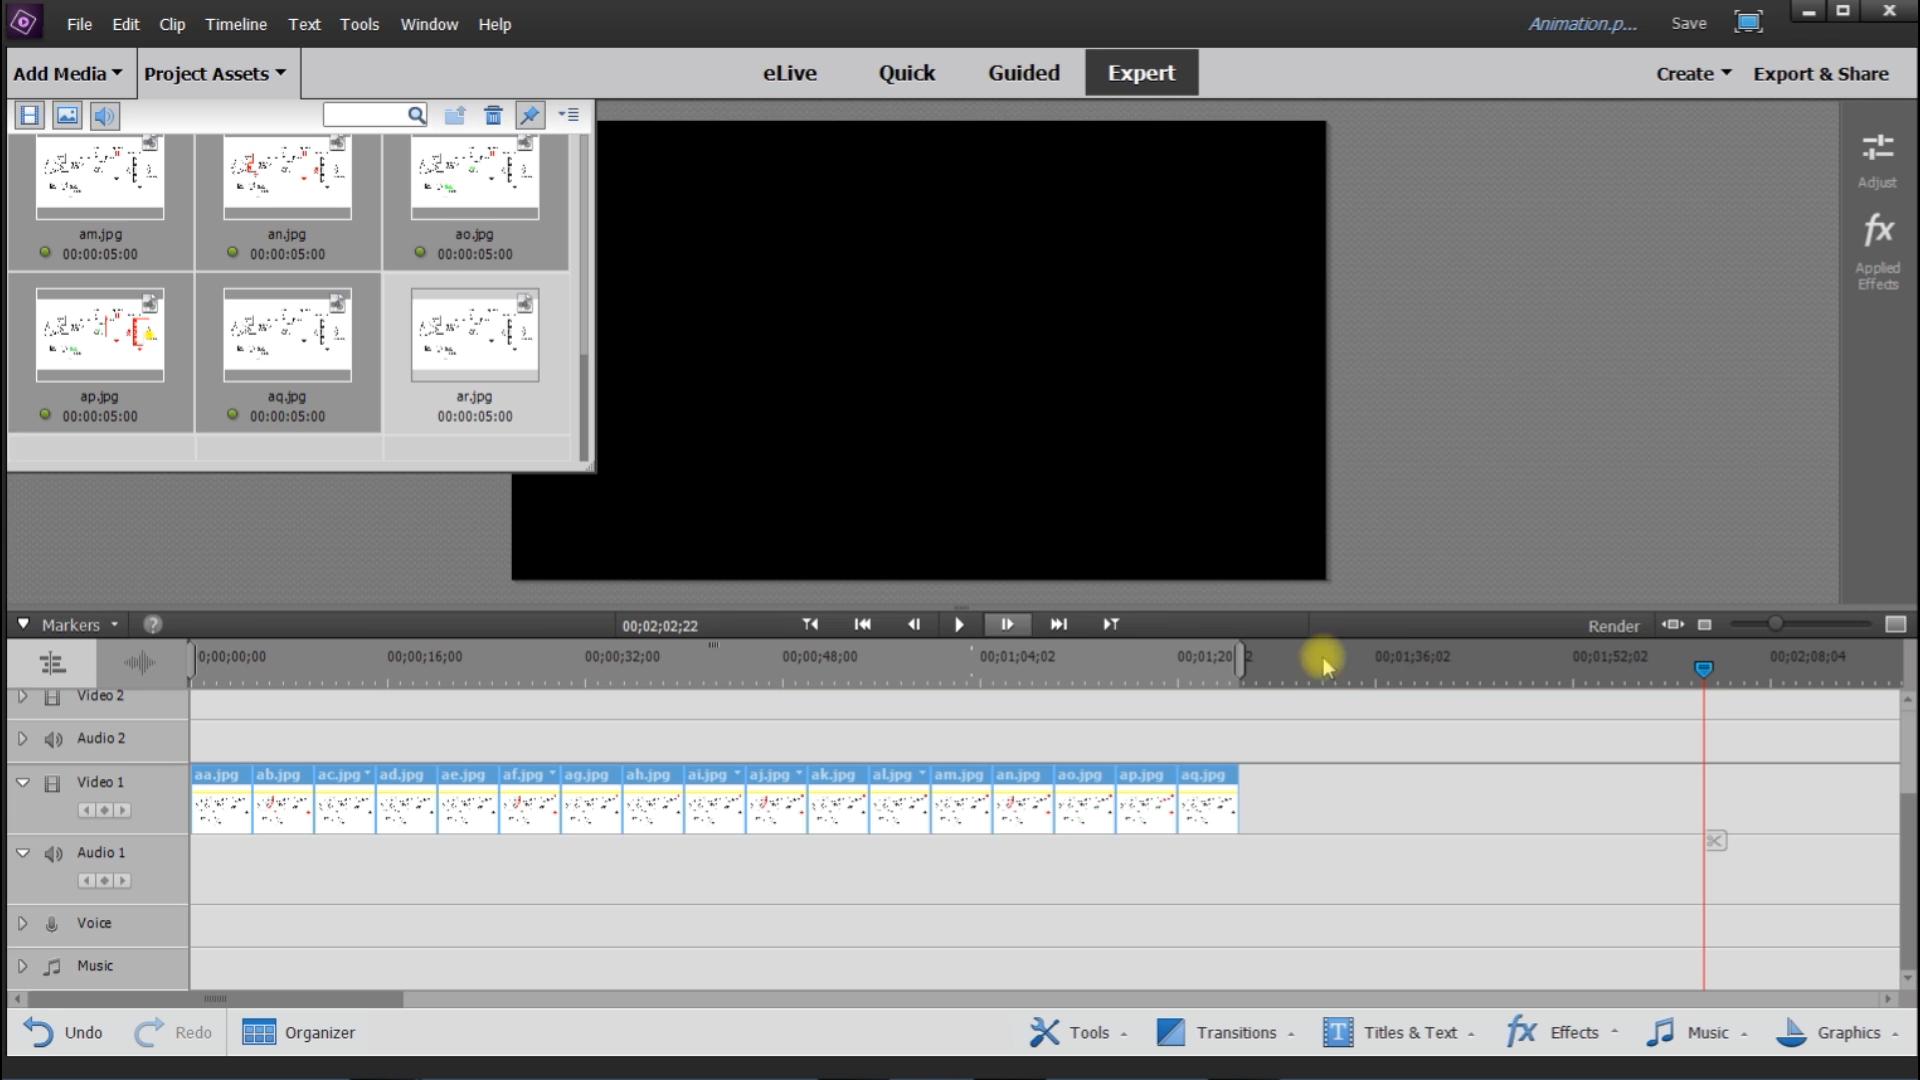 File Edit Clip Timeline Text Tools Window Help
Animation.p... Save
Add Media Project Assets
eLive Quick Guided Expert
Create Export & Share
am.jpg an.jpg ao.jpg
00:00:05:00 00:00:05:00 00:00:05:00
ap.jpg aq.jpg ar.jpg
00:00:05:00 00:00:05:00 00:00:05:00
Adjust
fx
Applied
Effects
Markers ? 00;02;02;22 Render
0;00;00;00 00;00;16;00 00;00;32;00 00;00;48;00 00;01;04;02 00;01;20 2 00;01;36;02 00;01;52;02 00;02;08;04
Video 2
Audio 2
Video 1
aa.jpg ab.jpg ac.jpg ad.jpg ae.jpg af.jpg ag.jpg ah.jpg ai.jpg aj.jpg ak.jpg al.jpg am.jpg an.jpg ao.jpg ap.jpg aq.jpg
Audio 1
Voice
Music
Undo Redo Organizer
Tools Transitions T Titles & Text fx Effects Music Graphics